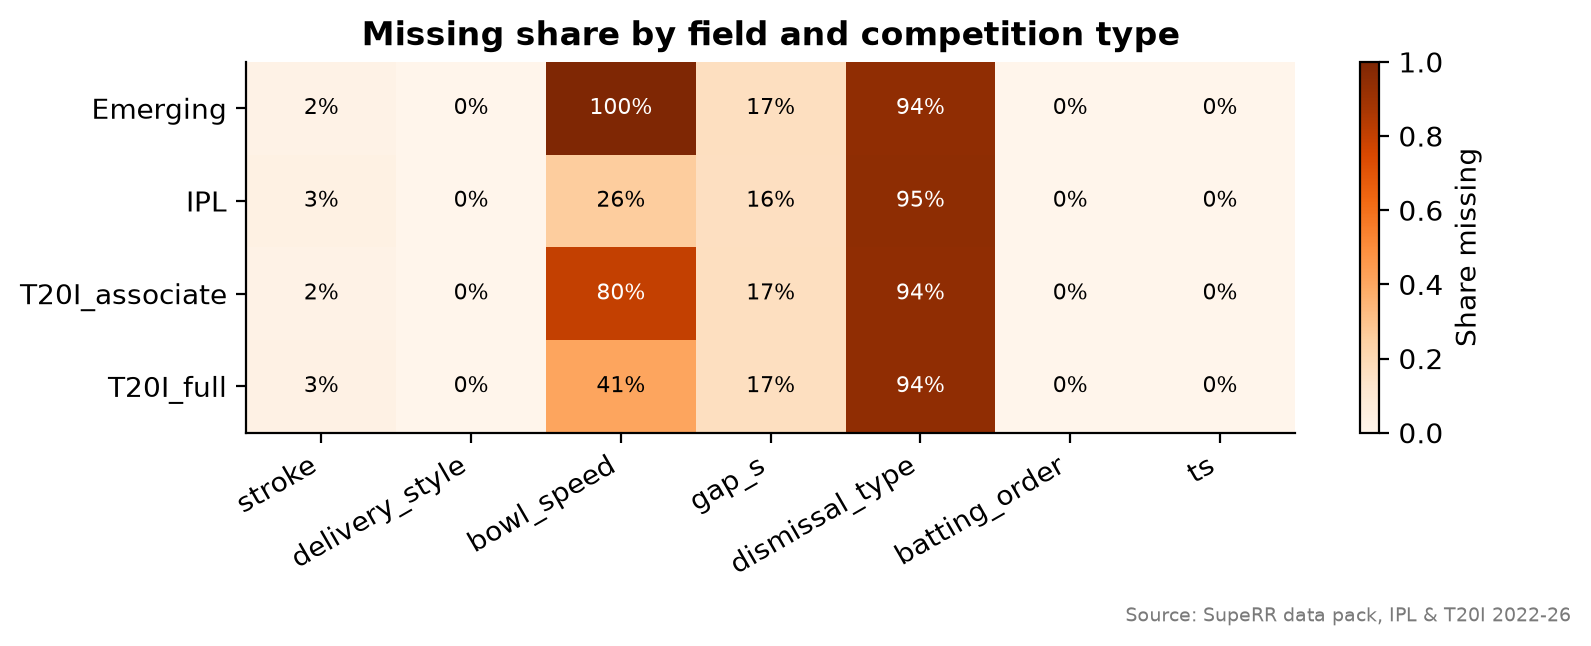 Missing share by field and competition type
Emerging 2% 0% 100% 17% 94% 0% 0%
IPL 3% 0% 26% 16% 95% 0% 0%
T20I_associate 2% 0% 80% 17% 94% 0% 0%
T20I_full 3% 0% 41% 17% 94% 0% 0%
stroke delivery_style bowl_speed gap_s dismissal_type batting_order ts
1.0
0.8
0.6
0.4
0.2
0.0
Share missing
Source: SupeRR data pack, IPL & T20I 2022-26